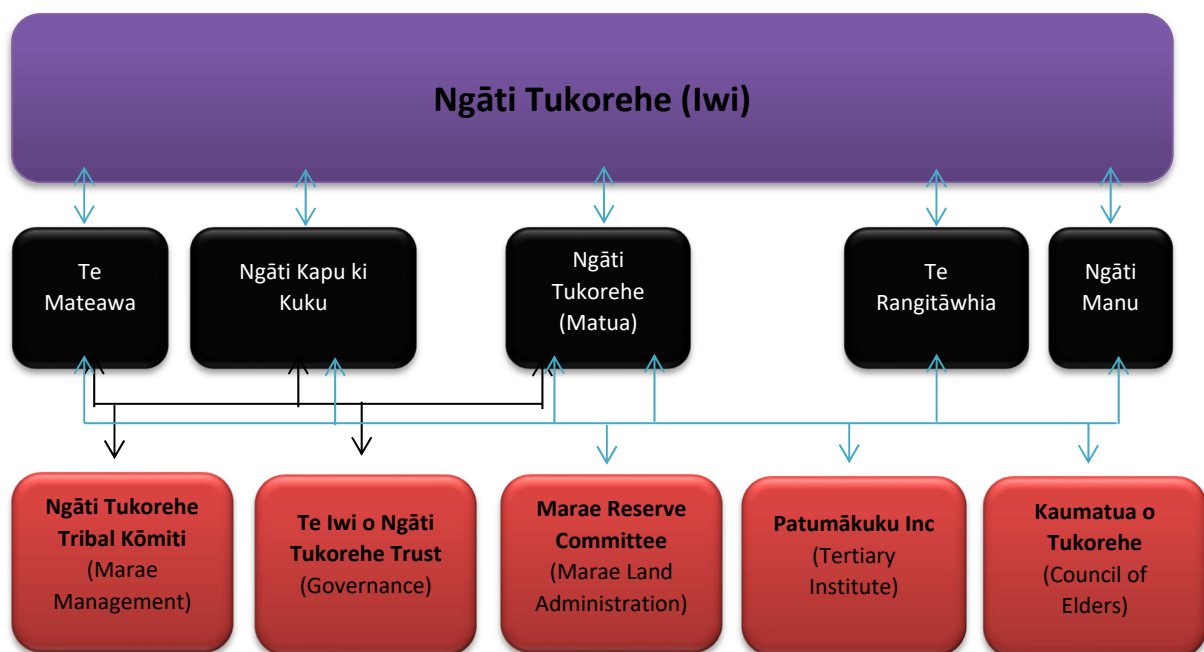 Ngāti Tukorehe (Iwi)
Te
Mateawa
Ngāti Kapu ki
Kuku
Ngāti
Tukorehe
(Matua)
Te
Rangitāwhia
Ngāti
Manu
Ngāti Tukorehe
Tribal Kōmiti
(Marae
Management)
Te Iwi o Ngāti
Tukorehe Trust
(Governance)
Marae Reserve
Committee
(Marae Land
Administration)
Patumākuku Inc
(Tertiary
Institute)
Kaumatua o
Tukorehe
(Council of
Elders)